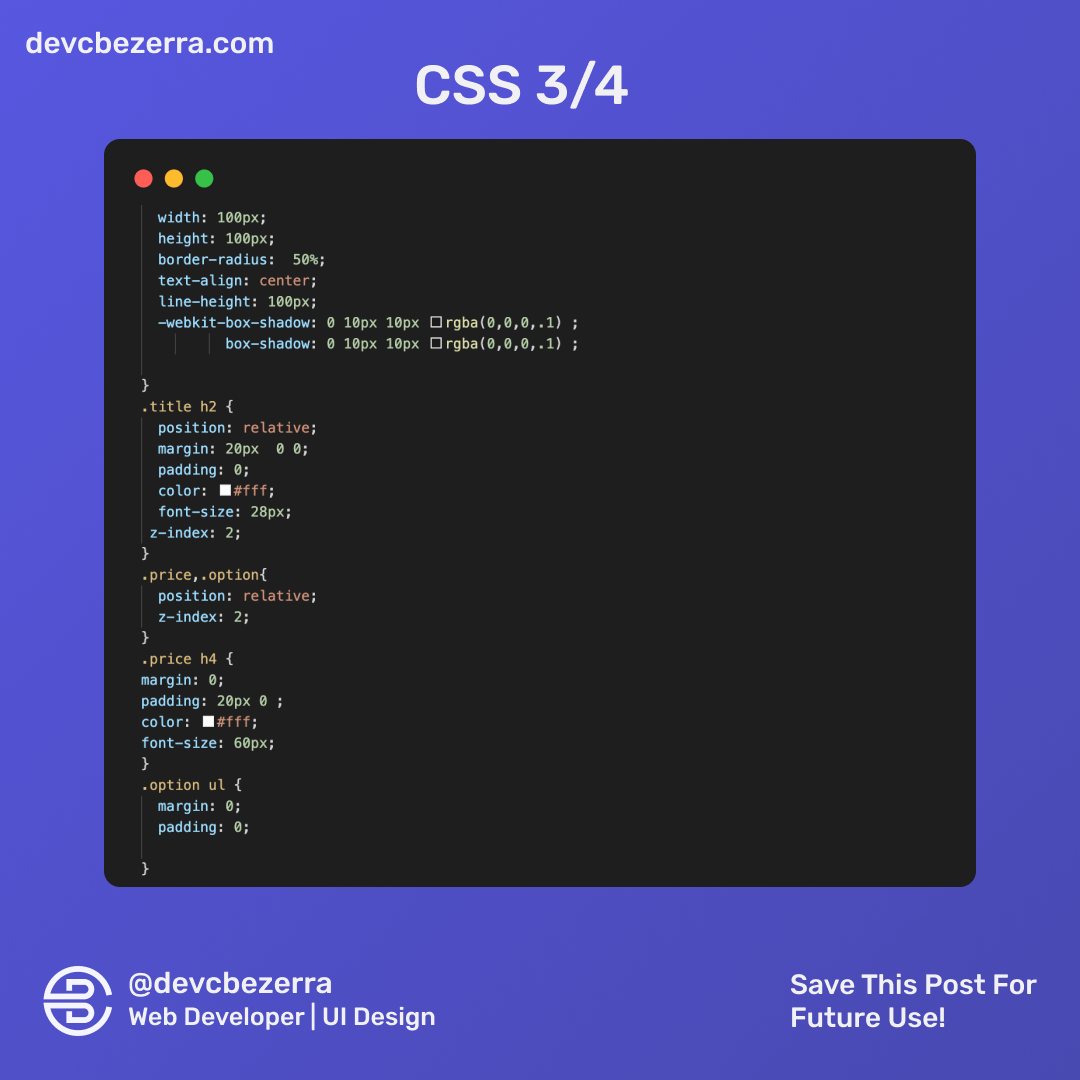 devcbezerra.com
CSS 3/4
width: 100px;
height: 100px;
border-radius:  50%;
text-align: center;
line-height: 100px;
-webkit-box-shadow: 0 10px 10px rgba(0,0,0,.1) ;
box-shadow: 0 10px 10px rgba(0,0,0,.1) ;
}
.title h2 {
position: relative;
margin: 20px  0 0;
padding: 0;
color: #fff;
font-size: 28px;
z-index: 2;
}
.price,.option{
position: relative;
z-index: 2;
}
.price h4 {
margin: 0;
padding: 20px 0 ;
color: #fff;
font-size: 60px;
}
.option ul {
margin: 0;
padding: 0;
}
@devcbezerra
Web Developer | UI Design
Save This Post For
Future Use!